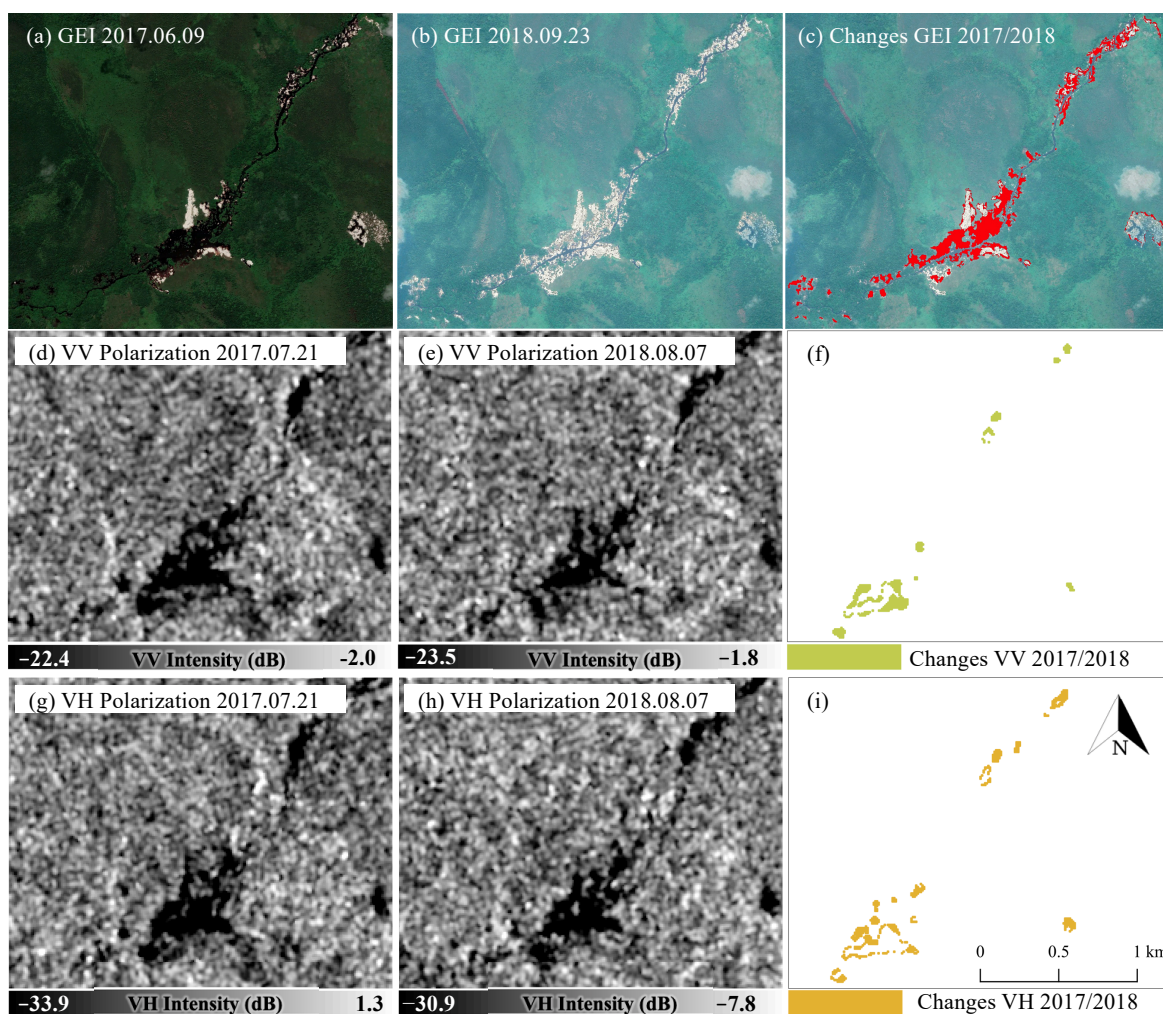 (a) GEI 2017.06.09
(b) GEI 2018.09.23
(c) Changes GEI 2017/2018
(d) VV Polarization 2017.07.21
(e) VV Polarization 2018.08.07
(f)
−22.4 VV Intensity (dB) -2.0
−23.5 VV Intensity (dB) −1.8
Changes VV 2017/2018
(g) VH Polarization 2017.07.21
(h) VH Polarization 2018.08.07
(i)
N
0 0.5 1 km
−33.9 VH Intensity (dB) 1.3
−30.9 VH Intensity (dB) −7.8
Changes VH 2017/2018